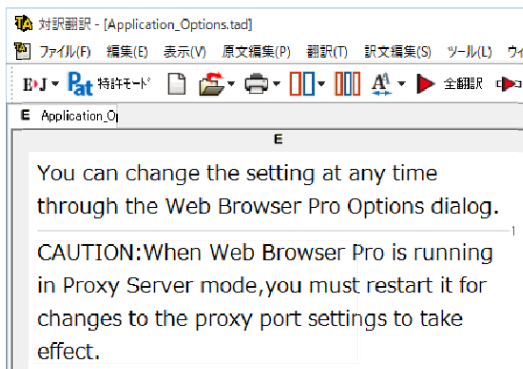 対訳翻訳 - [Application_Options.tad]
ファイル(F) 編集(E) 表示(V) 原文編集(P) 翻訳(T) 訳文編集(S) ツール(L)
E›J Pat 特許モード 全翻訳
E Application_O
E
You can change the setting at any time
through the Web Browser Pro Options dialog.
1
CAUTION:When Web Browser Pro is running
in Proxy Server mode,you must restart it for
changes to the proxy port settings to take
effect.